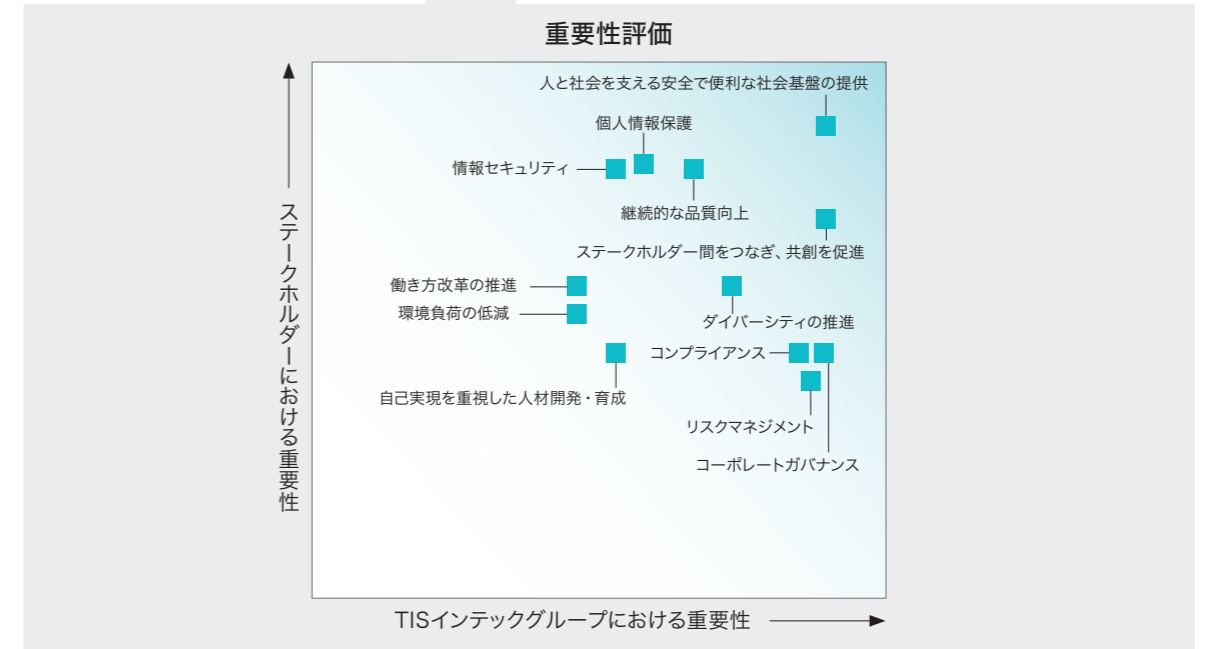 重要性評価
人と社会を支える安全で便利な社会基盤の提供
個人情報保護
情報セキュリティ
継続的な品質向上
ステークホルダー間をつなぎ、共創を促進
働き方改革の推進
環境負荷の低減
ダイバーシティの推進
コンプライアンス
自己実現を重視した人材開発・育成
リスクマネジメント
コーポレートガバナンス
ステークホルダーにおける重要性
TISインテックグループにおける重要性